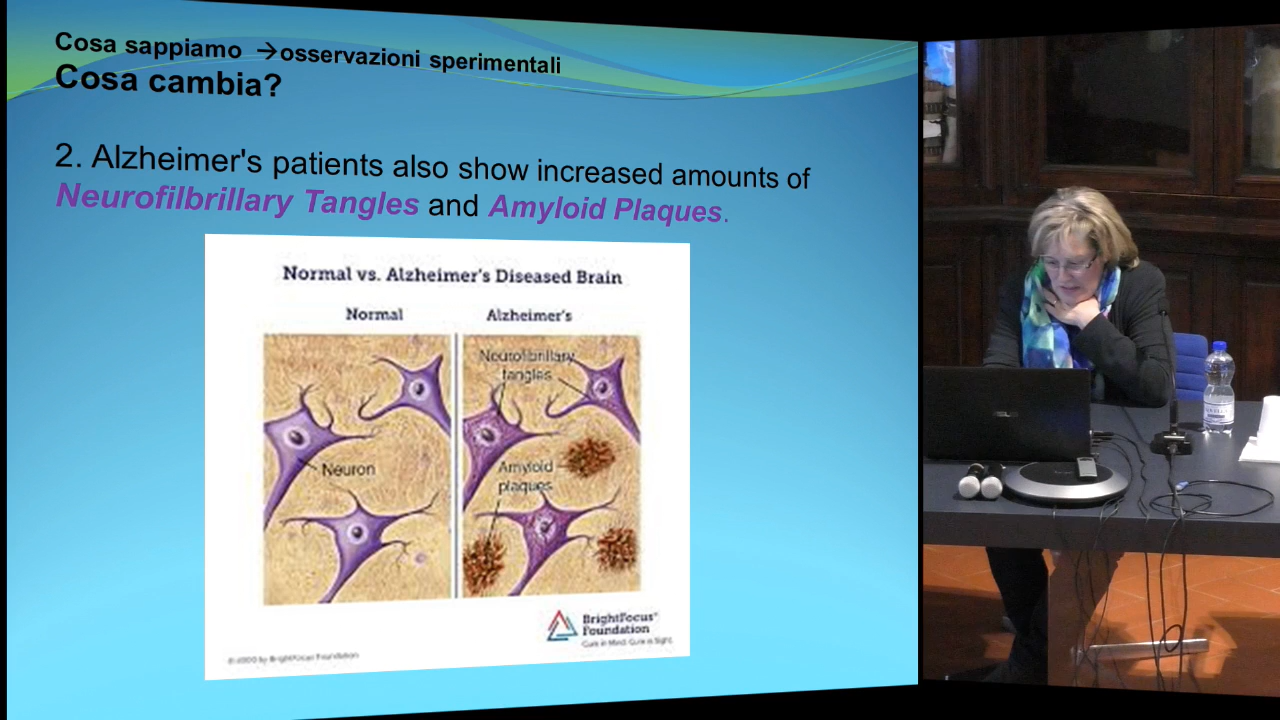 Cosa sappiamo →osservazioni sperimentali
Cosa cambia?
2. Alzheimer's patients also show increased amounts of
Neurofilbrillary Tangles and Amyloid Plaques.
Normal vs. Alzheimer's Diseased Brain
Normal
Alzheimer's
Neurofibrillary
tangles
Neuron
Amyloid
plaques
BrightFocus
Foundation
Cure in Mind. Cure in Sight.
© 2000 by BrightFocus Foundation
ASUS